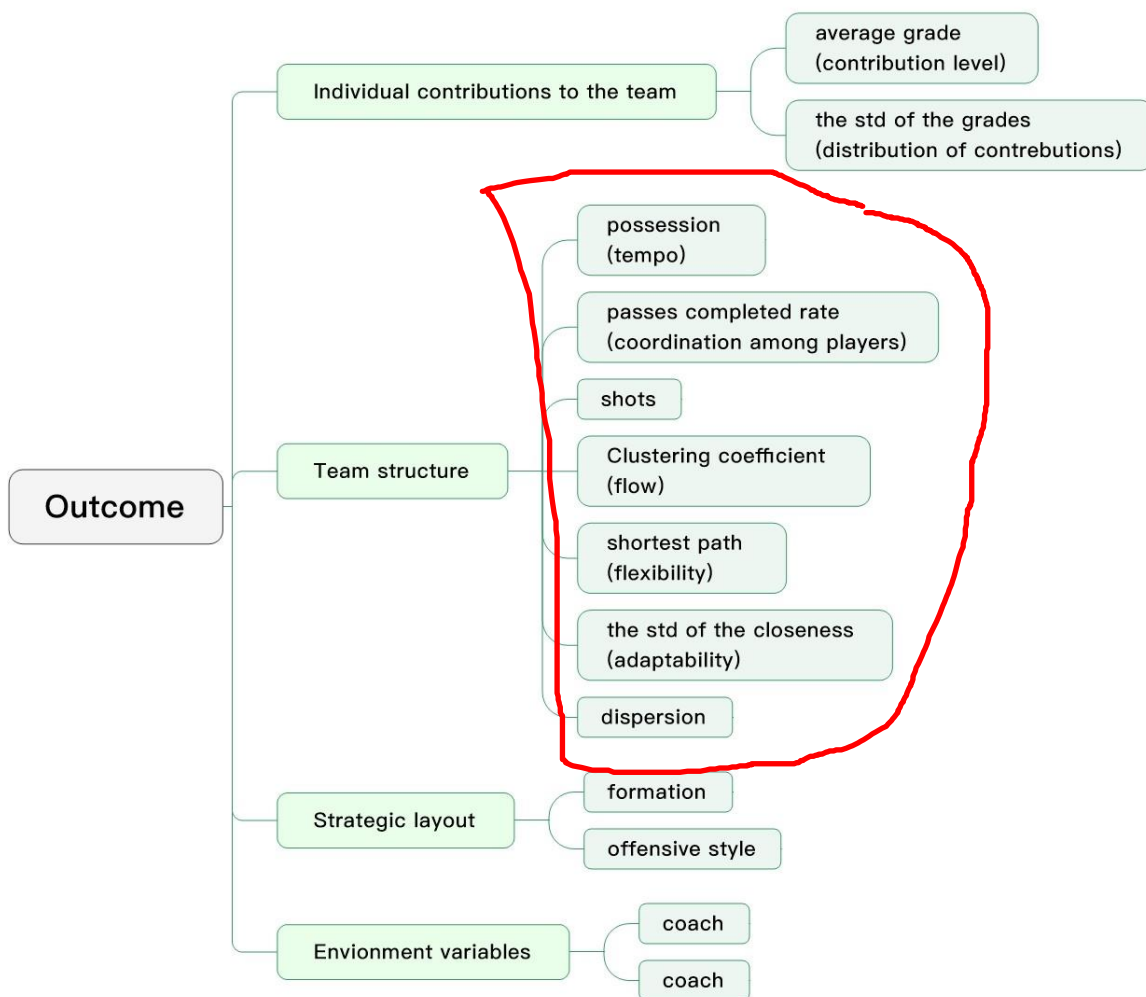 average grade
(contribution level)
Individual contributions to the team
the std of the grades
(distribution of contrebutions)
possession
(tempo)
passes completed rate
(coordination among players)
shots
Team structure
Clustering coefficient
(flow)
Outcome
shortest path
(flexibility)
the std of the closeness
(adaptability)
dispersion
formation
Strategic layout
offensive style
coach
Envionment variables
coach